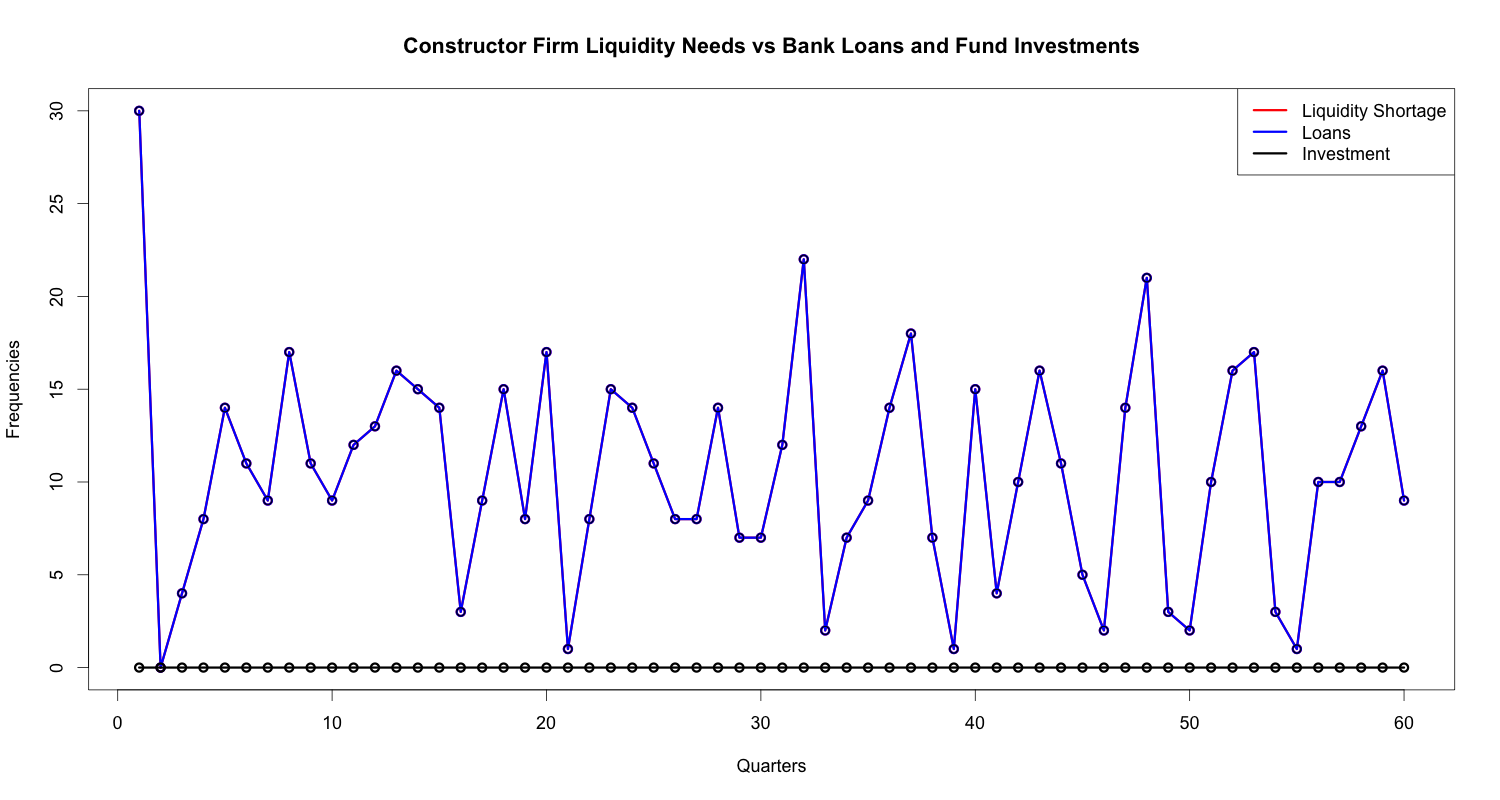 Constructor Firm Liquidity Needs vs Bank Loans and Fund Investments
Liquidity Shortage
Loans
Investment
Frequencies
30
25
20
15
10
5
0
0 10 20 30 40 50 60
Quarters